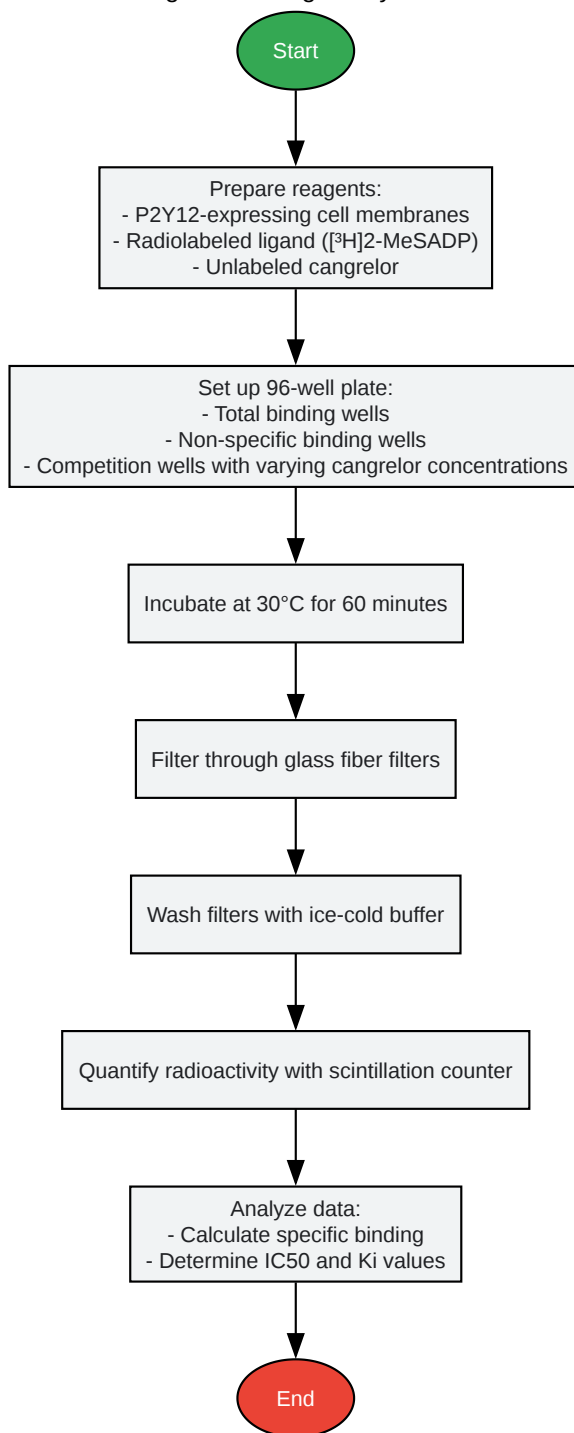 Start
Prepare reagents:
- P2Y12-expressing cell membranes
- Radiolabeled ligand ([³H]2-MeSADP)
- Unlabeled cangrelor
Set up 96-well plate:
- Total binding wells
- Non-specific binding wells
- Competition wells with varying cangrelor concentrations
Incubate at 30°C for 60 minutes
Filter through glass fiber filters
Wash filters with ice-cold buffer
Quantify radioactivity with scintillation counter
Analyze data:
- Calculate specific binding
- Determine IC50 and Ki values
End